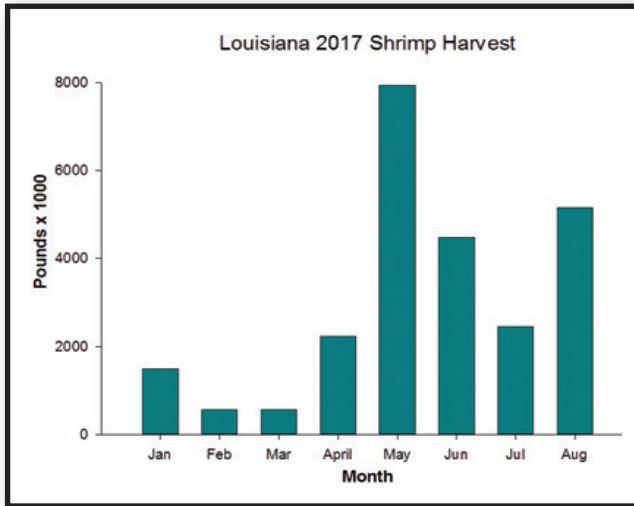 Louisiana 2017 Shrimp Harvest
Pounds x 1000
8000
6000
4000
2000
0
Jan Feb Mar April May Jun Jul Aug
Month